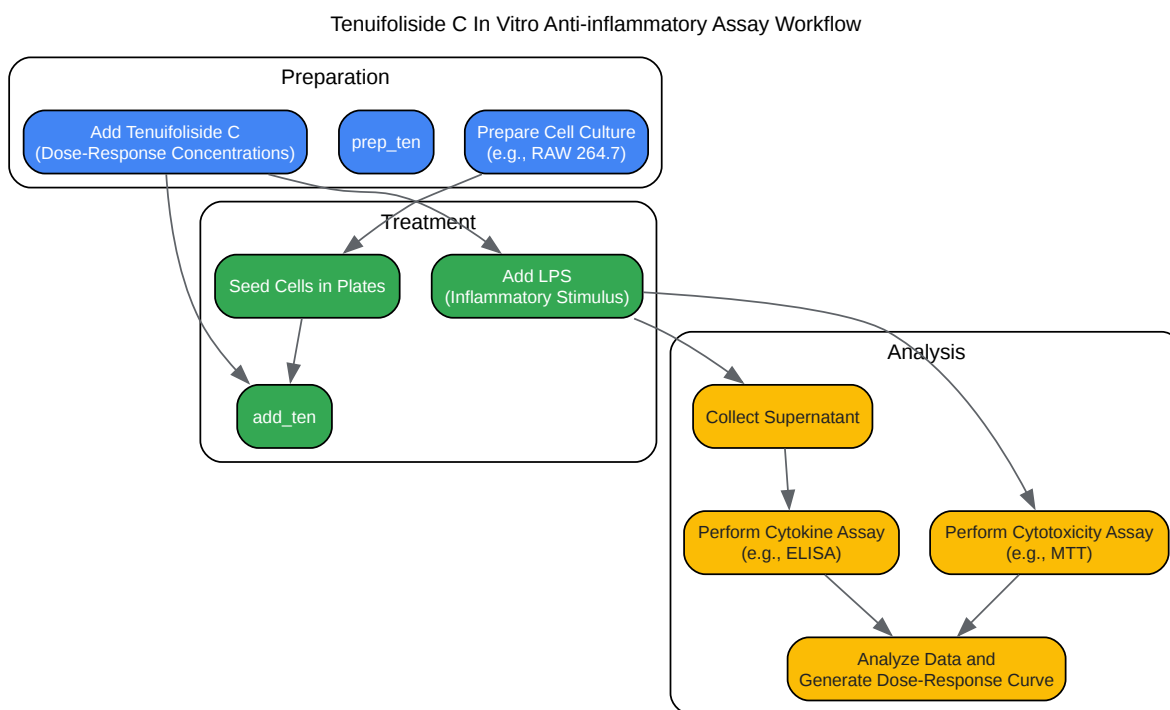 Tenuifoliside C In Vitro Anti-inflammatory Assay Workflow
Preparation
Add Tenuifoliside C
(Dose-Response Concentrations)
prep_ten
Prepare Cell Culture
(e.g., RAW 264.7)
Treatment
Seed Cells in Plates
Add LPS
(Inflammatory Stimulus)
add_ten
Analysis
Collect Supernatant
Perform Cytokine Assay
(e.g., ELISA)
Perform Cytotoxicity Assay
(e.g., MTT)
Analyze Data and
Generate Dose-Response Curve